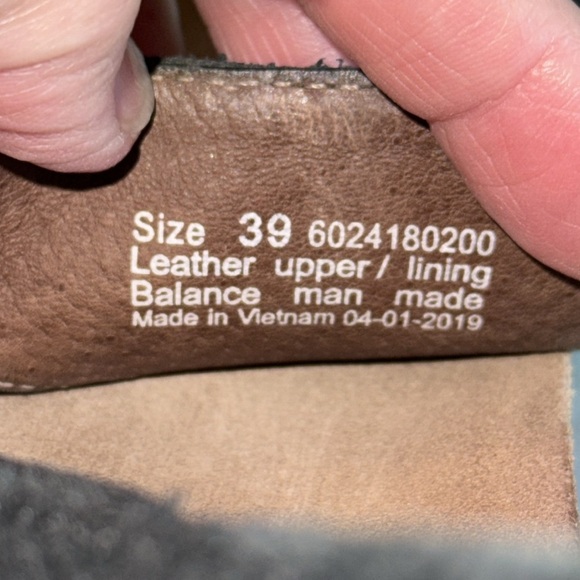 Size 39 6024180200
Leather upper / lining
Balance man made
Made in Vietnam 04-01-2019